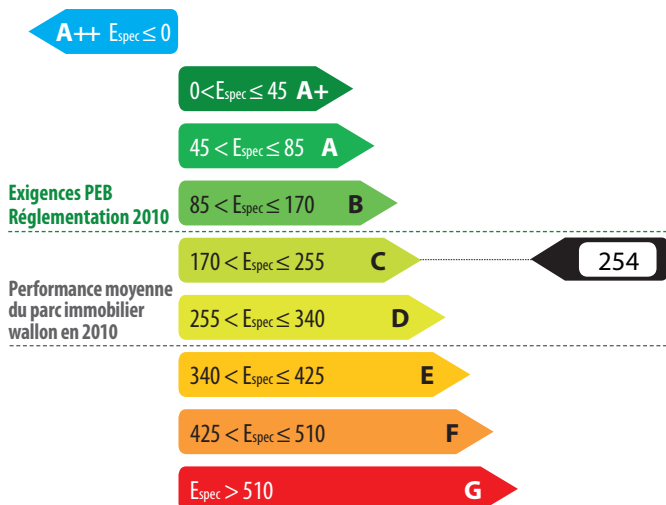 A++ Espec ≤ 0
0<Espec ≤ 45 A+
45 < Espec ≤ 85 A
Exigences PEB
Réglementation 2010
85 < Espec ≤ 170 B
170 < Espec ≤ 255 C
254
Performance moyenne
du parc immobilier
wallon en 2010
255 < Espec ≤ 340 D
340 < Espec ≤ 425 E
425 < Espec ≤ 510 F
Espec > 510 G